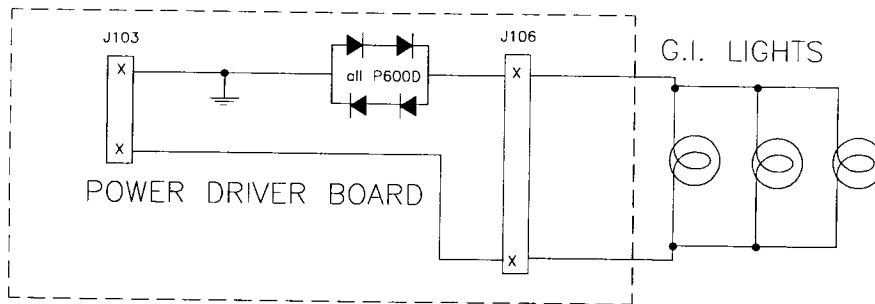 J103
J106
G.I. LIGHTS
X
all P600D
X
X
POWER DRIVER BOARD
X